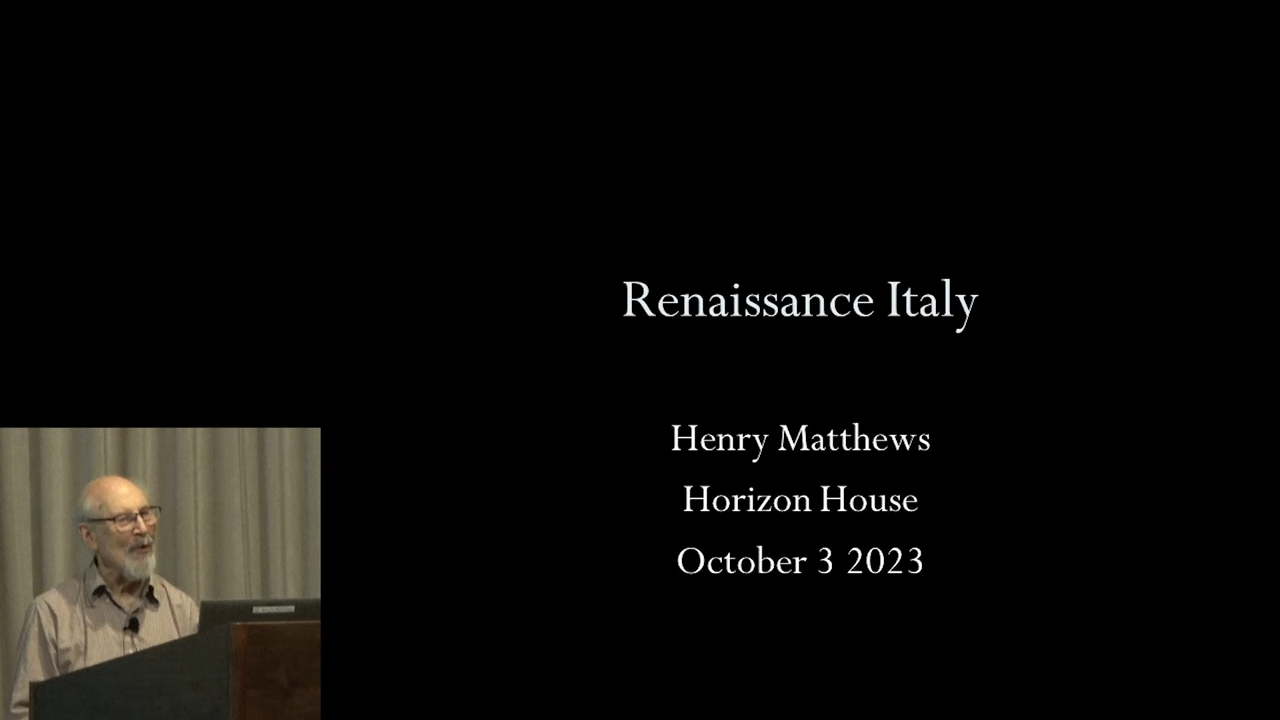 Renaissance Italy
Henry Matthews
Horizon House
October 3 2023